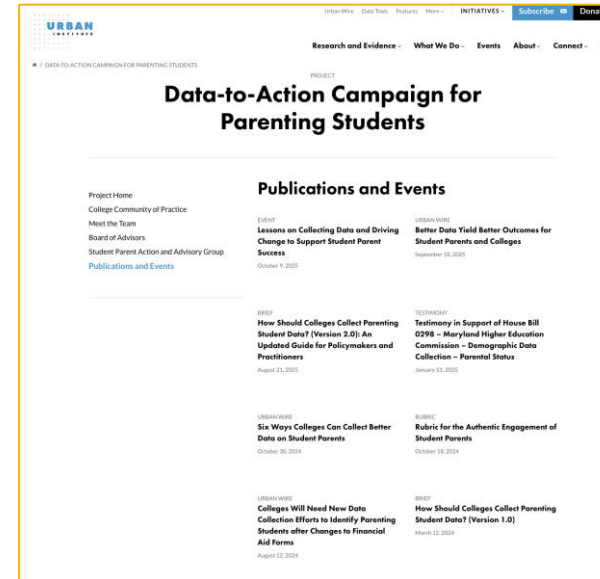 Urban Wire Data Tools Features More INITIATIVES Subscribe Dona
URBAN
INSTITUTE
Research and Evidence What We Do Events About Connect
/ DATA-TO-ACTION CAMPAIGN FOR PARENTING STUDENTS
PROJECT
Data-to-Action Campaign for
Parenting Students
Project Home
College Community of Practice
Meet the Team
Board of Advisors
Student Parent Action and Advisory Group
Publications and Events
Publications and Events
EVENT
Lessons on Collecting Data and Driving
Change to Support Student Parent
Success
October 9, 2025
URBAN WIRE
Better Data Yield Better Outcomes for
Student Parents and Colleges
September 18, 2025
BRIEF
How Should Colleges Collect Parenting
Student Data? (Version 2.0): An
Updated Guide for Policymakers and
Practitioners
August 21, 2025
TESTIMONY
Testimony in Support of House Bill
0298 – Maryland Higher Education
Commission – Demographic Data
Collection – Parental Status
January 31, 2025
URBAN WIRE
Six Ways Colleges Can Collect Better
Data on Student Parents
October 30, 2024
RUBRIC
Rubric for the Authentic Engagement of
Student Parents
October 18, 2024
URBAN WIRE
Colleges Will Need New Data
Collection Efforts to Identify Parenting
Students after Changes to Financial
Aid Forms
August 12, 2024
BRIEF
How Should Colleges Collect Parenting
Student Data? (Version 1.0)
March 12, 2024